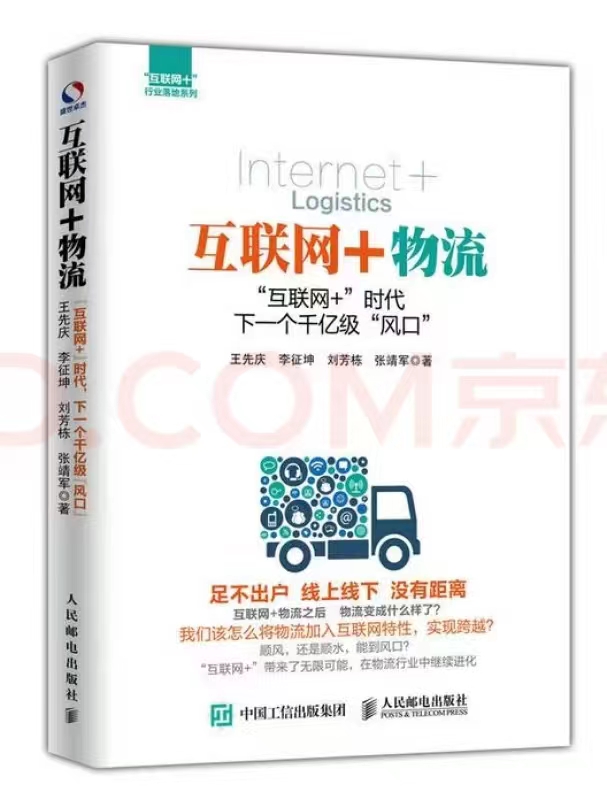 "互联网+"
行业落地系列
Internet+
Logistics
互联网+物流
"互联网+"时代
下一个千亿级"风口"
王先庆 李征坤 刘芳栋 张靖军◎著
足不出户 线上线下 没有距离
互联网+物流之后 物流变成什么样了?
我们该怎么将物流加入互联网特性,实现跨越?
顺风,还是顺水,能到风口?
"互联网+"带来了无限可能,在物流行业中继续进化
中国工信出版集团
人民邮电出版社
POSTS & TELECOM PRESS
盛世卓杰
互联网+物流
「互联网+」时代,下一个千亿级「风口」
王先庆 李征坤 刘芳栋 张靖军◎著
人民邮电出版社
D.COM 京东